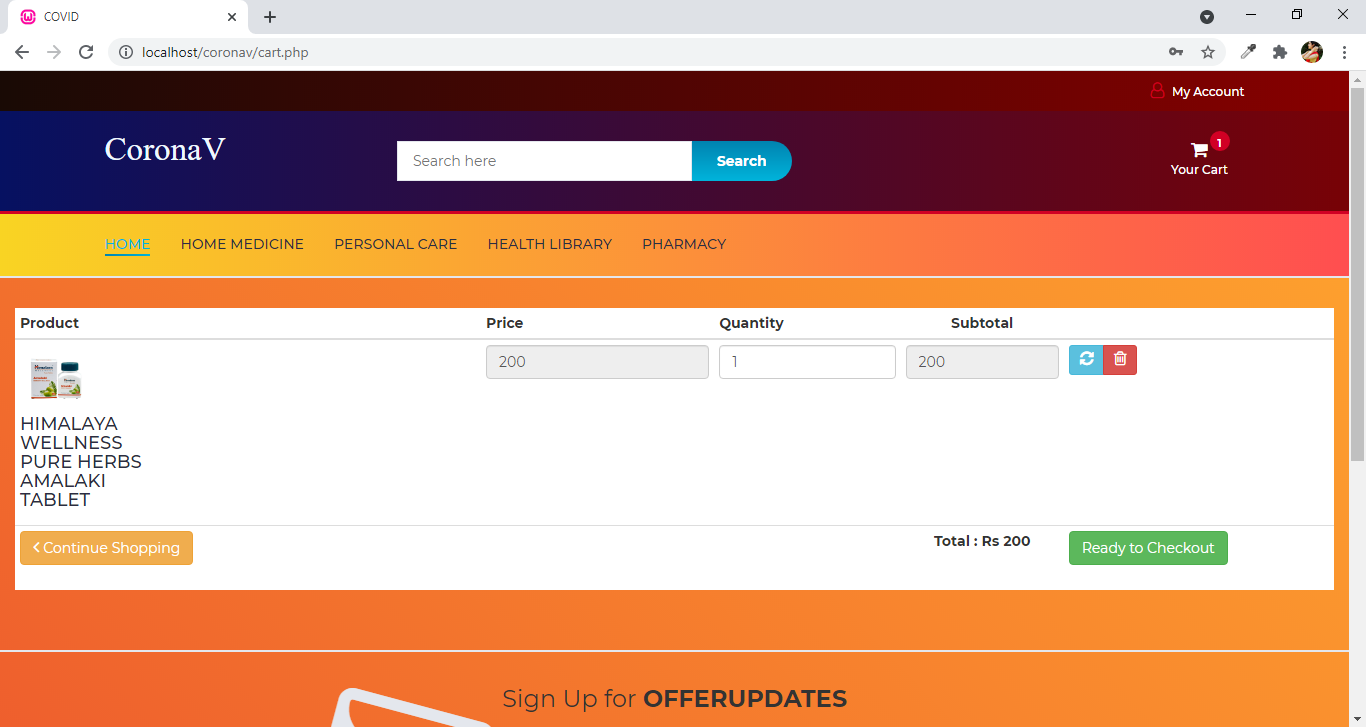 COVID
localhost/coronav/cart.php
My Account
CoronaV
Search here
Search
1
Your Cart
HOME
HOME MEDICINE
PERSONAL CARE
HEALTH LIBRARY
PHARMACY
Product
Price
Quantity
Subtotal
200
1
200
HIMALAYA
WELLNESS
PURE HERBS
AMALAKI
TABLET
Continue Shopping
Total : Rs 200
Ready to Checkout
Sign Up for OFFERUPDATES